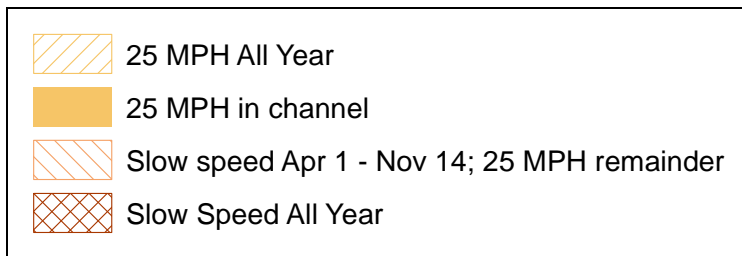 25 MPH All Year
25 MPH in channel
Slow speed Apr 1 - Nov 14; 25 MPH remainder
Slow Speed All Year